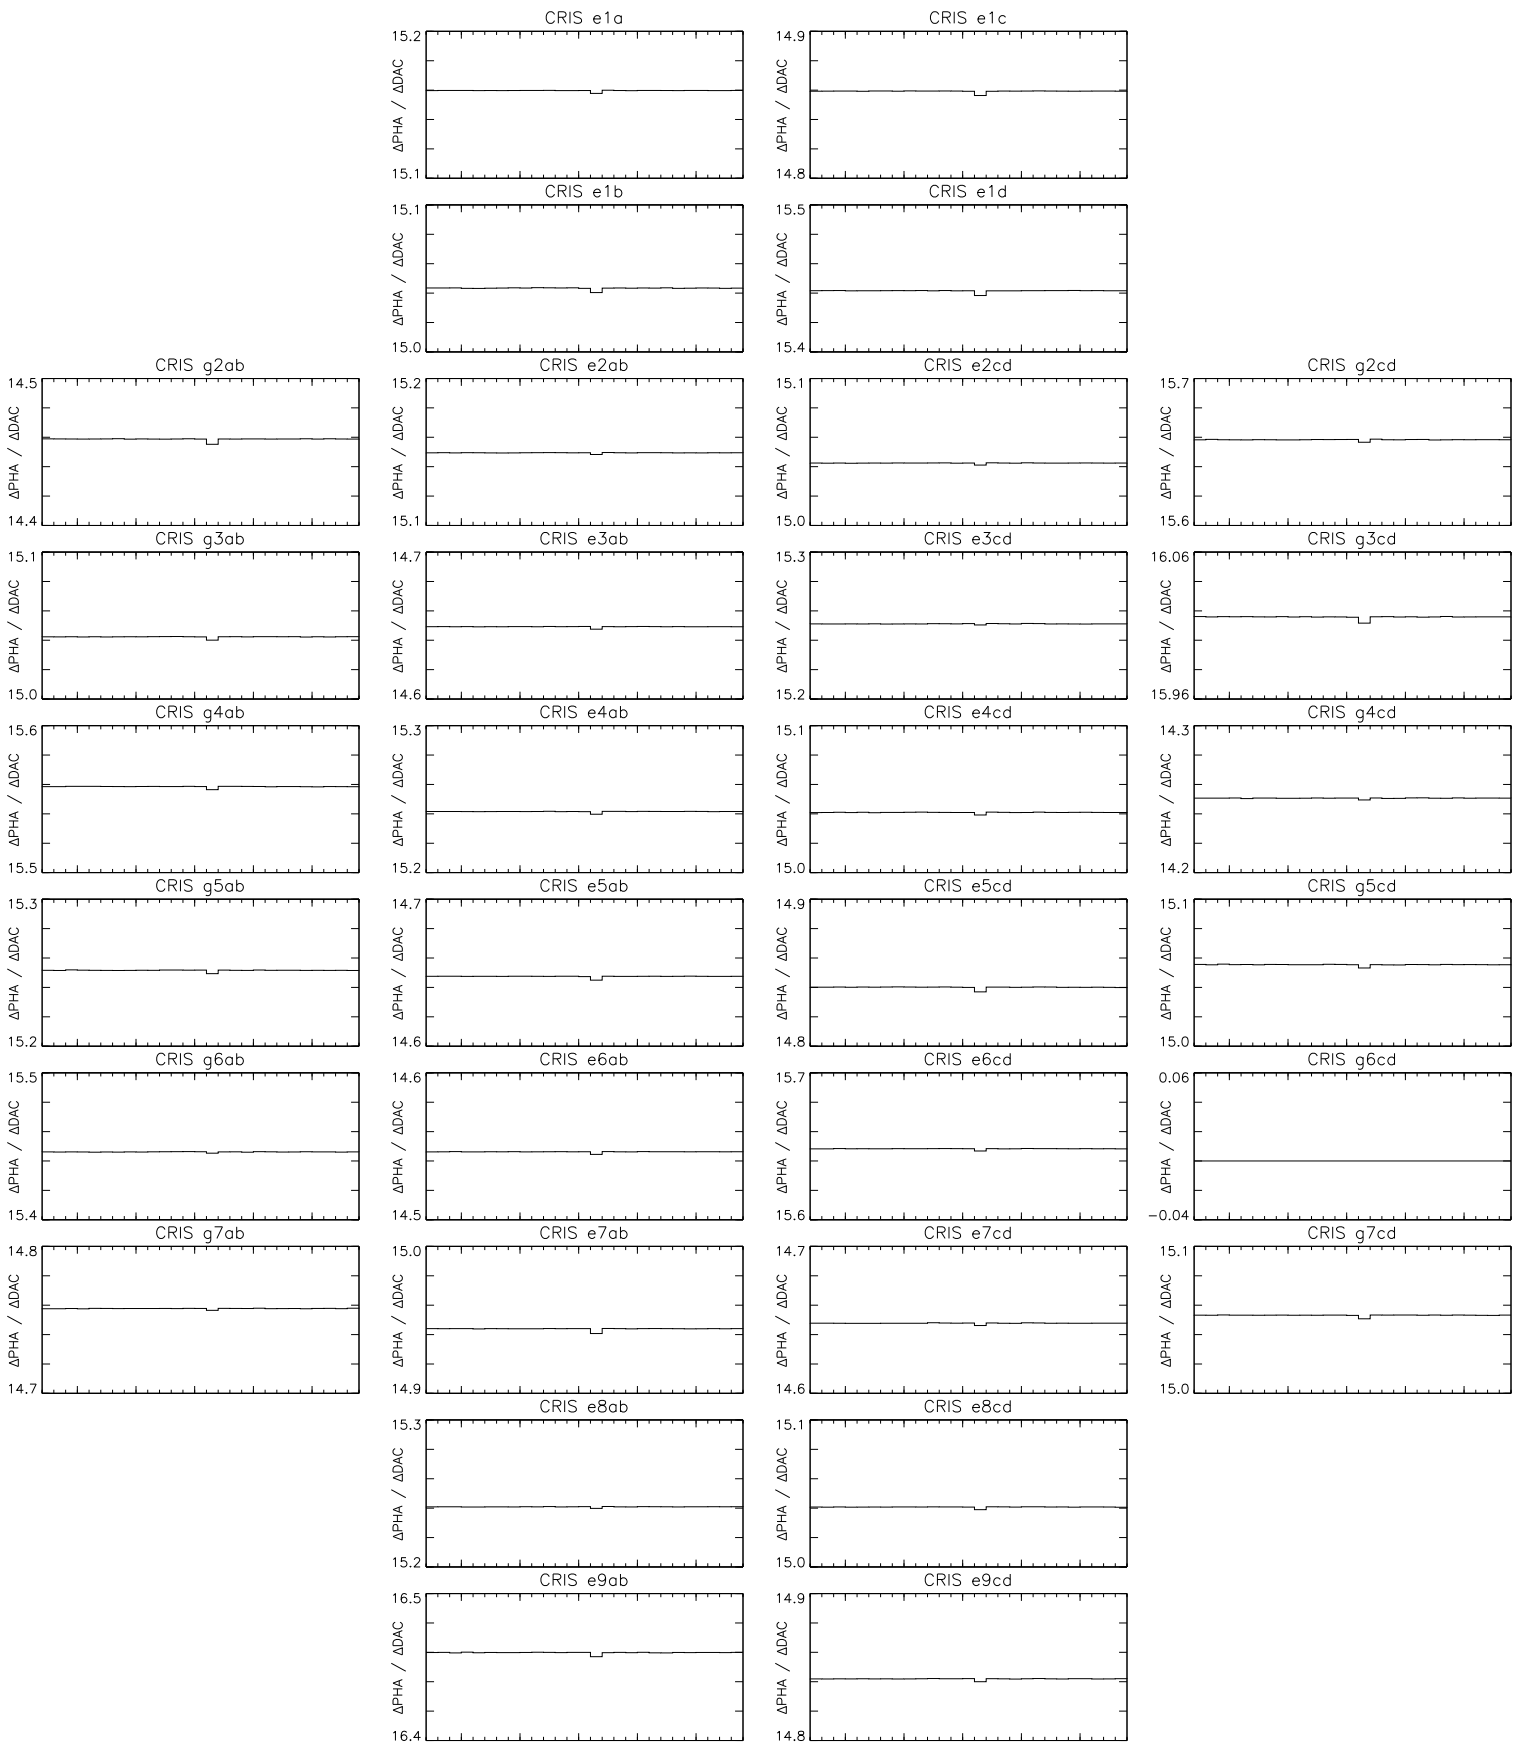 CRIS e1a
CRIS e1c
15.2
ΔPHA / ΔDAC
15.1
14.9
ΔPHA / ΔDAC
14.8
CRIS e1b
CRIS e1d
15.1
ΔPHA / ΔDAC
15.0
15.5
ΔPHA / ΔDAC
15.4
CRIS g2ab
CRIS e2ab
CRIS e2cd
CRIS g2cd
14.5
ΔPHA / ΔDAC
14.4
15.2
ΔPHA / ΔDAC
15.1
15.1
ΔPHA / ΔDAC
15.0
15.7
ΔPHA / ΔDAC
15.6
CRIS g3ab
CRIS e3ab
CRIS e3cd
CRIS g3cd
15.1
ΔPHA / ΔDAC
15.0
14.7
ΔPHA / ΔDAC
14.6
15.3
ΔPHA / ΔDAC
15.2
16.06
ΔPHA / ΔDAC
15.96
CRIS g4ab
CRIS e4ab
CRIS e4cd
CRIS g4cd
15.6
ΔPHA / ΔDAC
15.5
15.3
ΔPHA / ΔDAC
15.2
15.1
ΔPHA / ΔDAC
15.0
14.3
ΔPHA / ΔDAC
14.2
CRIS g5ab
CRIS e5ab
CRIS e5cd
CRIS g5cd
15.3
ΔPHA / ΔDAC
15.2
14.7
ΔPHA / ΔDAC
14.6
14.9
ΔPHA / ΔDAC
14.8
15.1
ΔPHA / ΔDAC
15.0
CRIS g6ab
CRIS e6ab
CRIS e6cd
CRIS g6cd
15.5
ΔPHA / ΔDAC
15.4
14.6
ΔPHA / ΔDAC
14.5
15.7
ΔPHA / ΔDAC
15.6
0.06
ΔPHA / ΔDAC
−0.04
CRIS g7ab
CRIS e7ab
CRIS e7cd
CRIS g7cd
14.8
ΔPHA / ΔDAC
14.7
15.0
ΔPHA / ΔDAC
14.9
14.7
ΔPHA / ΔDAC
14.6
15.1
ΔPHA / ΔDAC
15.0
CRIS e8ab
CRIS e8cd
15.3
ΔPHA / ΔDAC
15.2
15.1
ΔPHA / ΔDAC
15.0
CRIS e9ab
CRIS e9cd
16.5
ΔPHA / ΔDAC
16.4
14.9
ΔPHA / ΔDAC
14.8